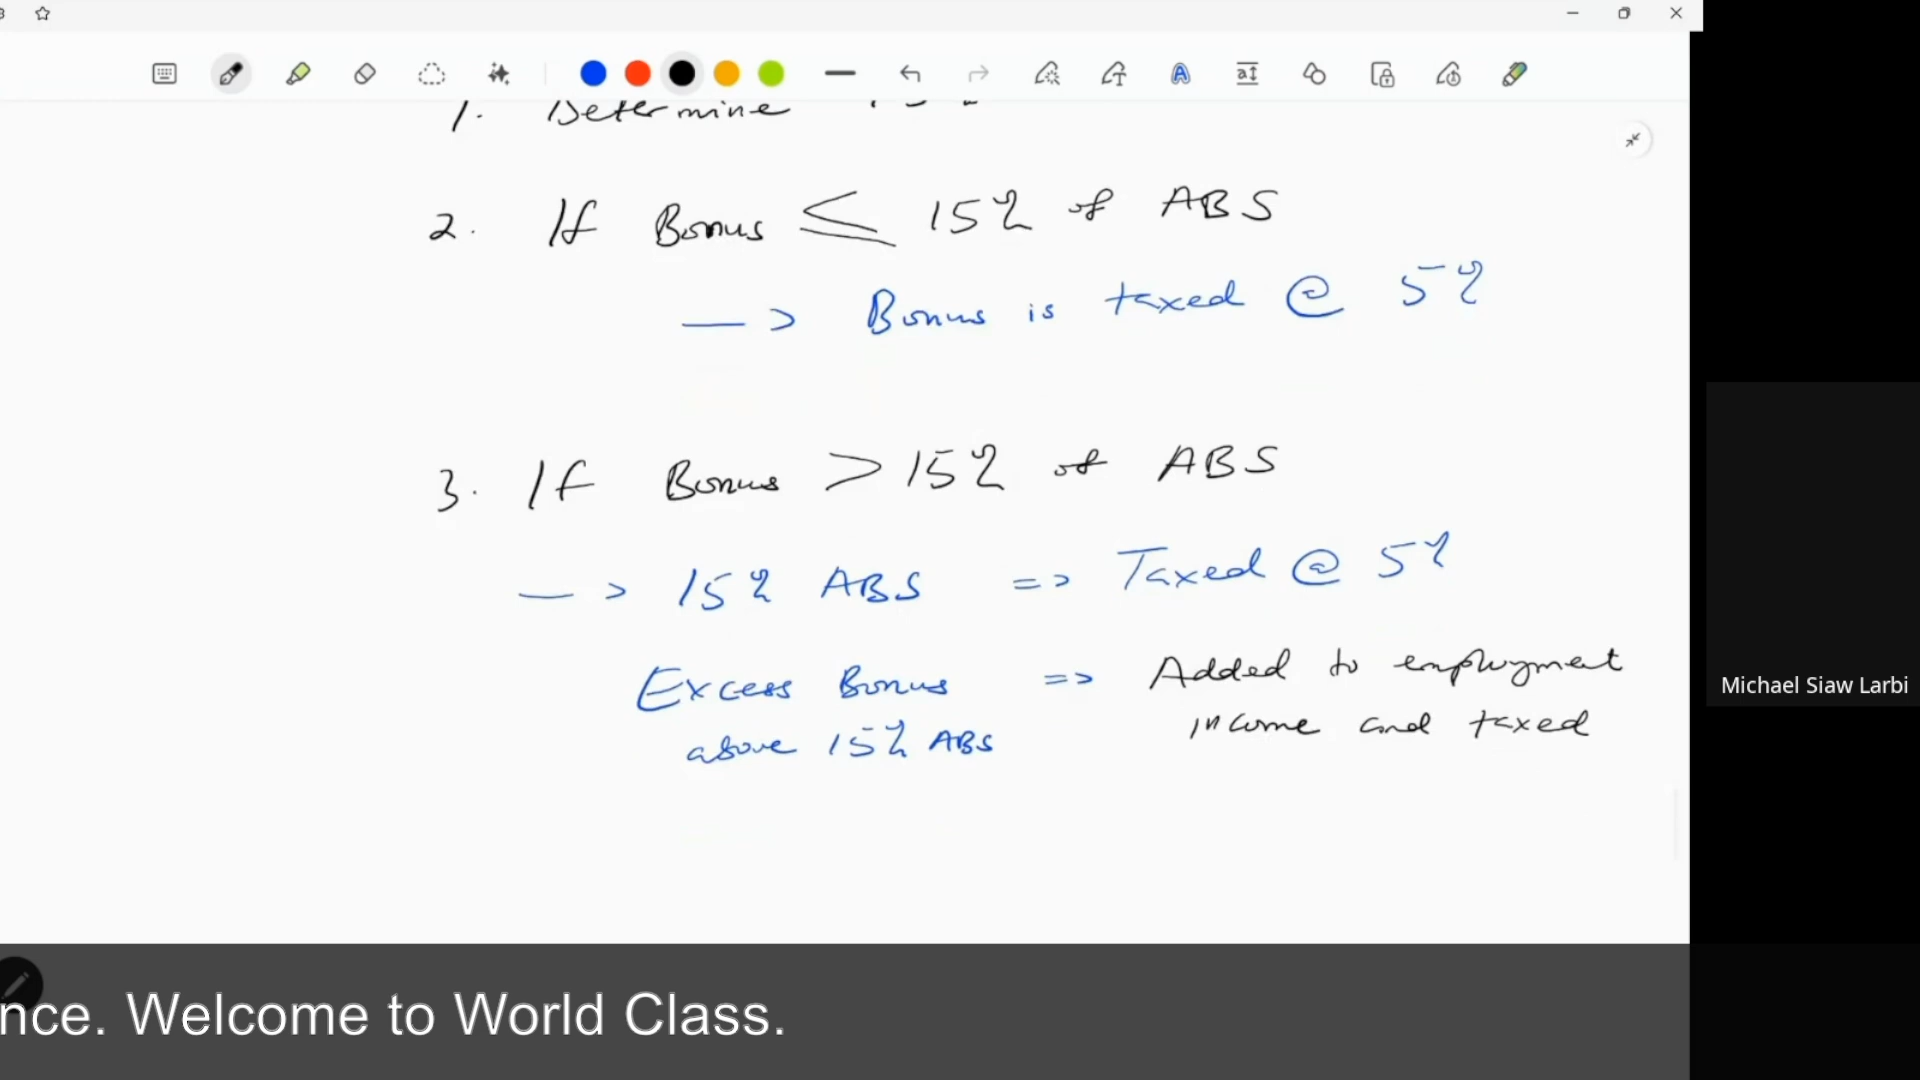 1. Determine
2. If Bonus ≤ 15% of ABS
—> Bonus is taxed @ 5%
3. If Bonus > 15% of ABS
—> 15% ABS => Taxed @ 5%
Excess Bonus => Added to employment
above 15% ABS income and taxed
Michael Siaw Larbi
nce. Welcome to World Class.